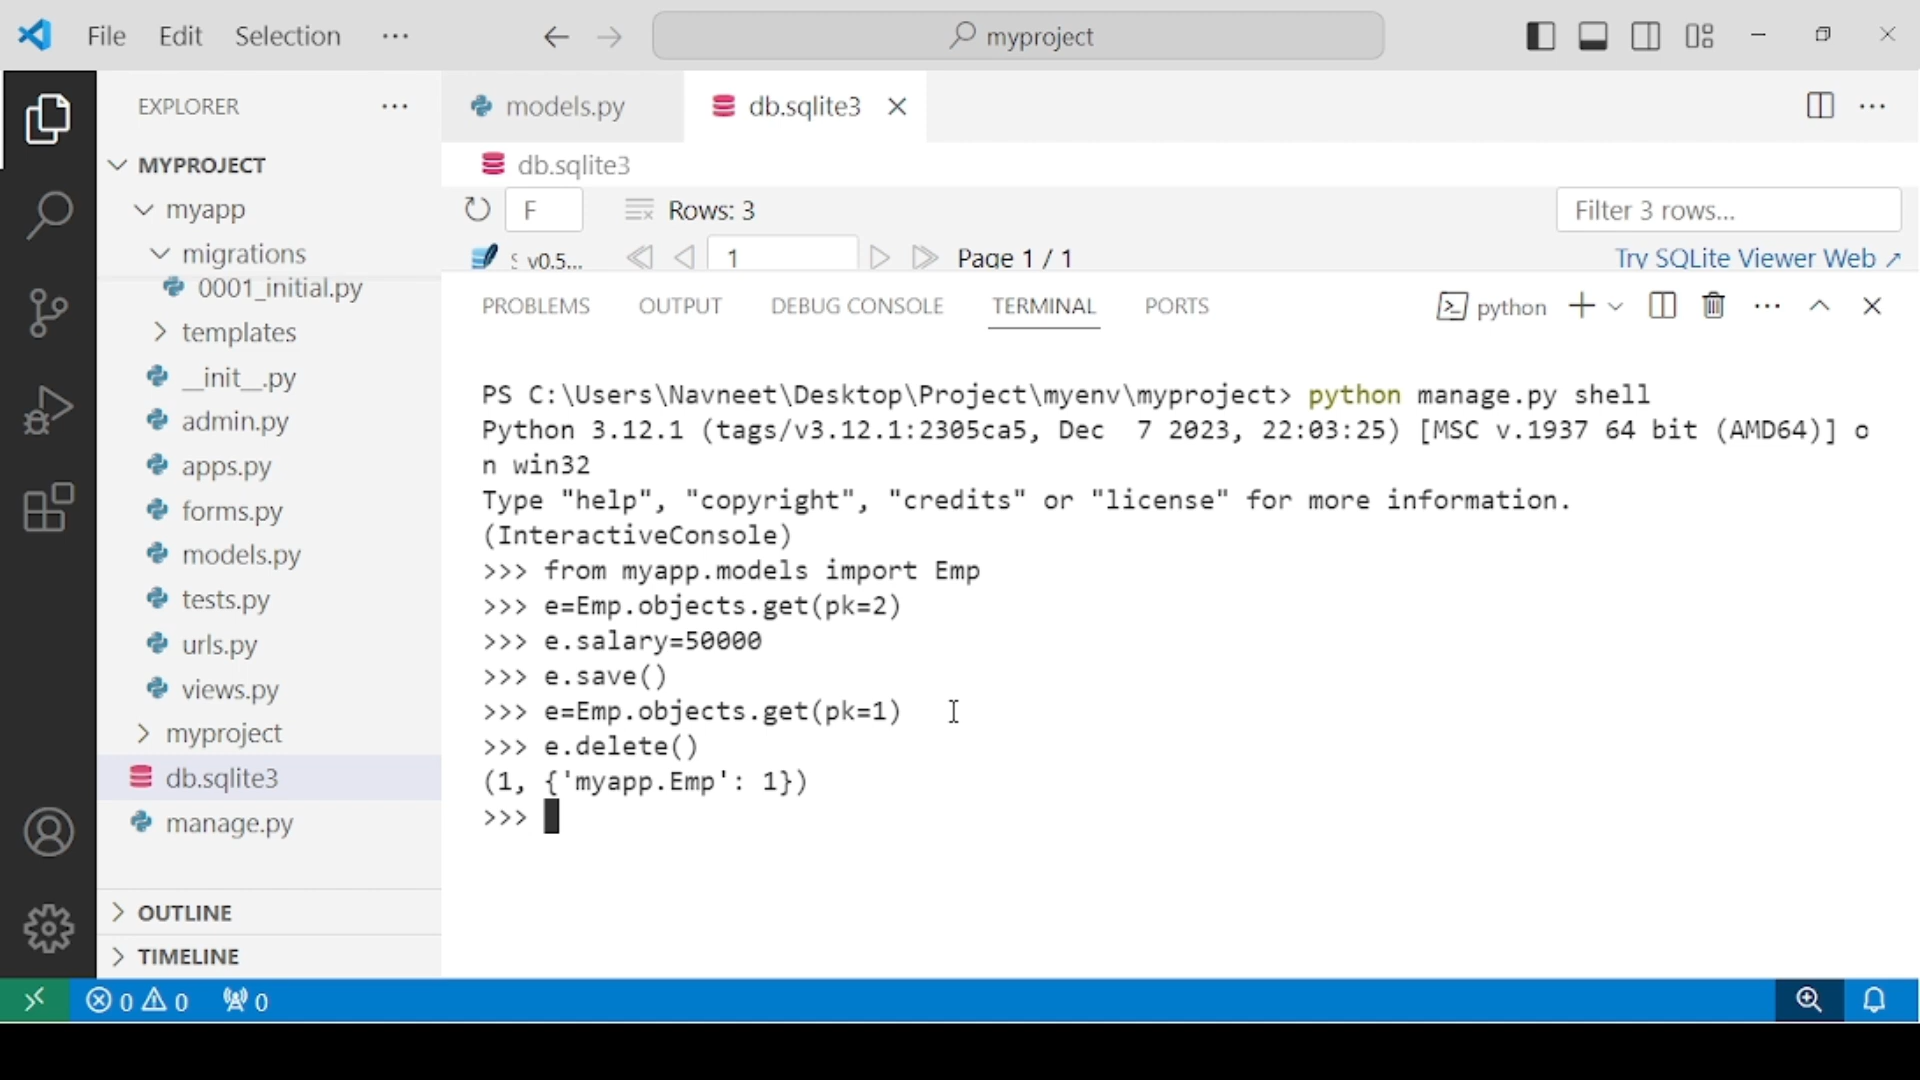 File Edit Selection ··· myproject
EXPLORER ···
MYPROJECT
myapp
migrations
0001_initial.py
templates
__init__.py
admin.py
apps.py
forms.py
models.py
tests.py
urls.py
views.py
myproject
db.sqlite3
manage.py
OUTLINE
TIMELINE
models.py db.sqlite3
db.sqlite3
F Rows: 3 Filter 3 rows...
v0.5... 1 Page 1 / 1 Try SQLite Viewer Web ↗
PROBLEMS OUTPUT DEBUG CONSOLE TERMINAL PORTS python
PS C:\Users\Navneet\Desktop\Project\myenv\myproject> python manage.py shell
Python 3.12.1 (tags/v3.12.1:2305ca5, Dec  7 2023, 22:03:25) [MSC v.1937 64 bit (AMD64)] o
n win32
Type "help", "copyright", "credits" or "license" for more information.
(InteractiveConsole)
>>> from myapp.models import Emp
>>> e=Emp.objects.get(pk=2)
>>> e.salary=50000
>>> e.save()
>>> e=Emp.objects.get(pk=1)
>>> e.delete()
(1, {'myapp.Emp': 1})
>>>
0 0 0